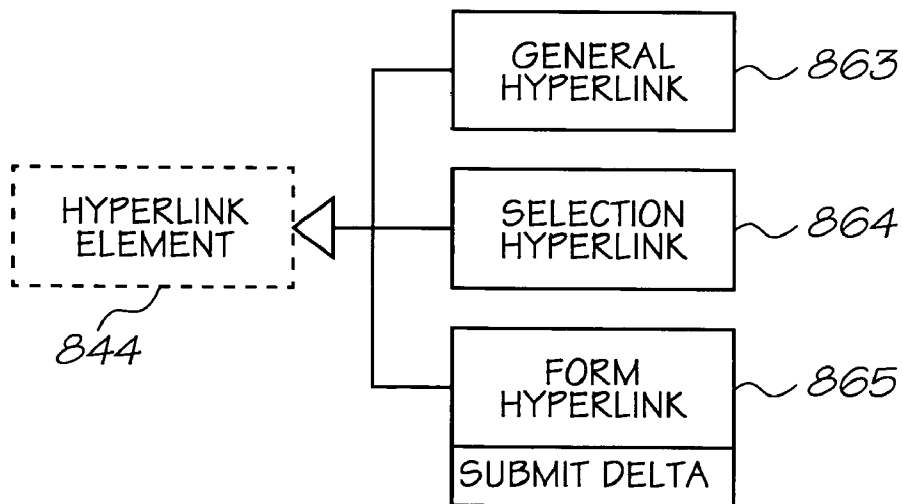 GENERAL
HYPERLINK
863
HYPERLINK
ELEMENT
844
SELECTION
HYPERLINK
864
FORM
HYPERLINK
865
SUBMIT DELTA